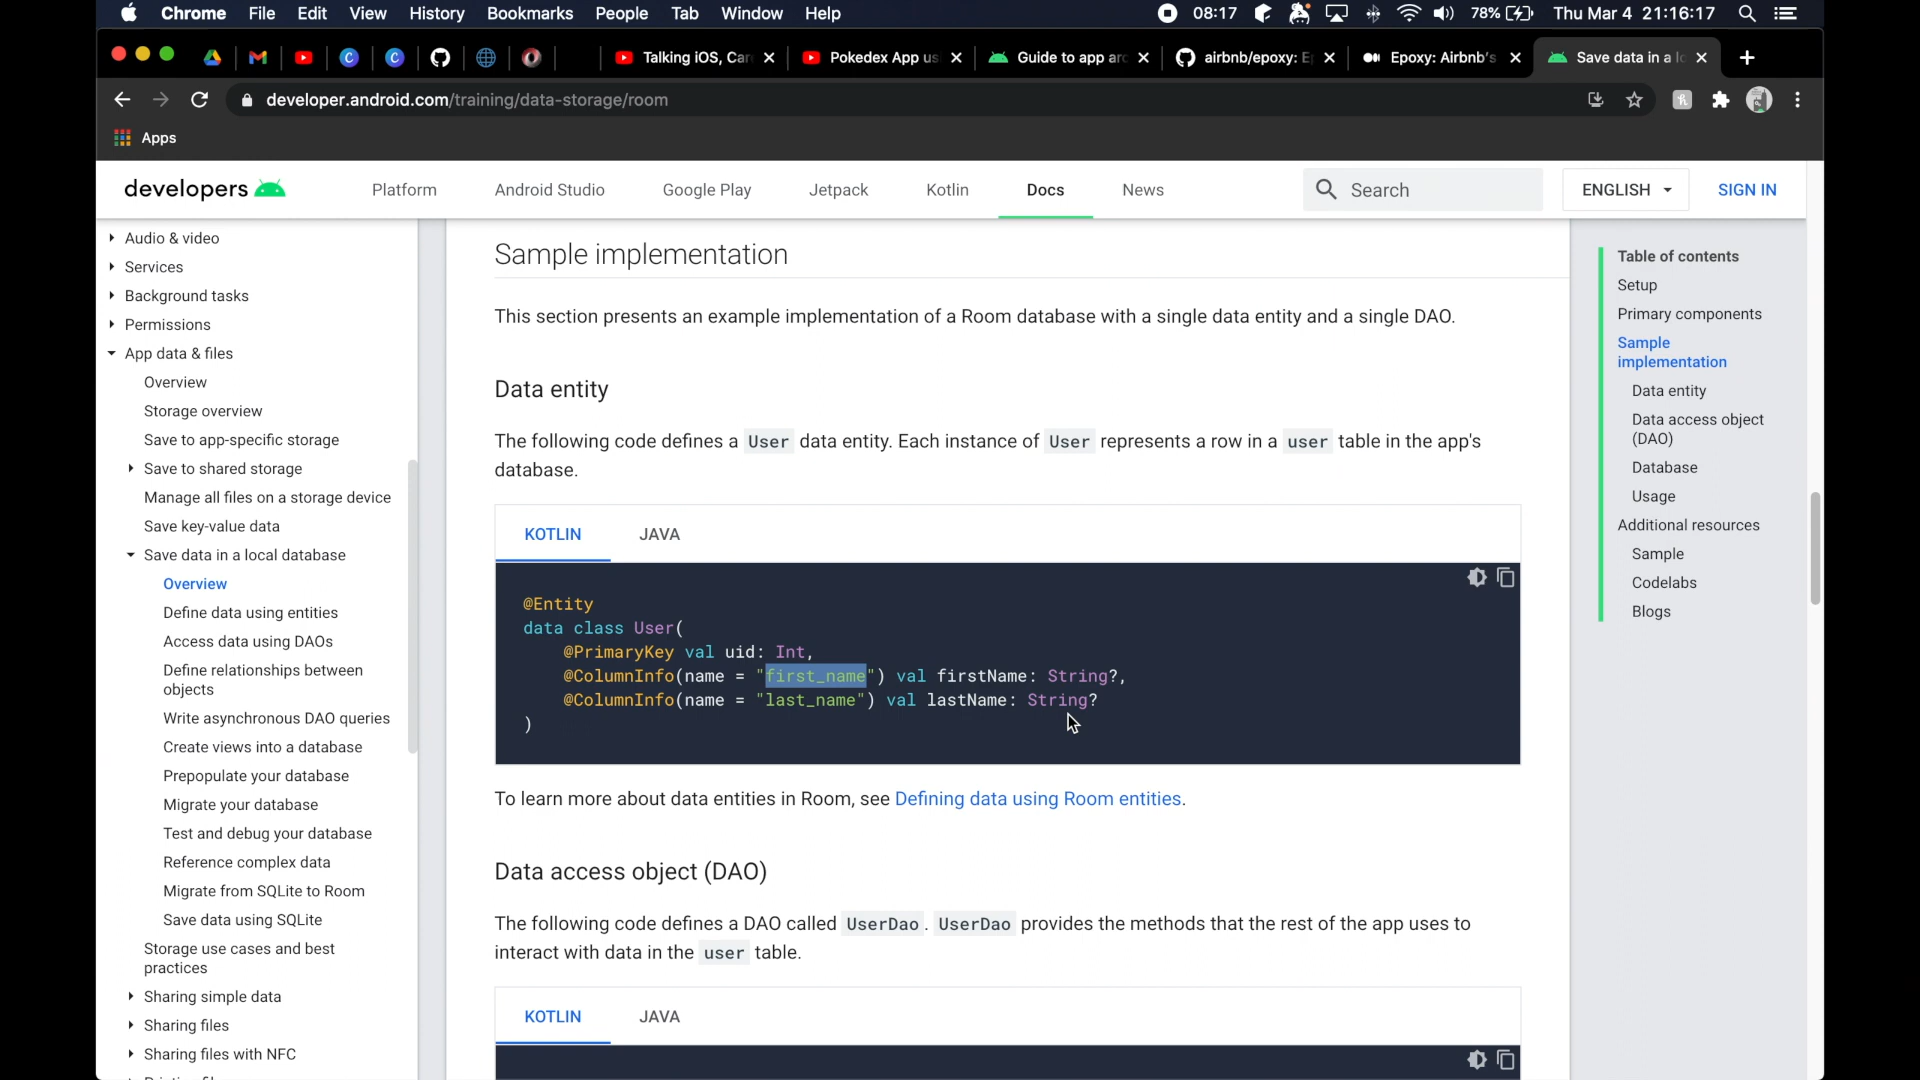 Chrome File Edit View History Bookmarks People Tab Window Help 08:17 78% Thu Mar 4 21:16:17
Talking iOS, Car Pokedex App us Guide to app arc airbnb/epoxy: E Epoxy: Airbnb's Save data in a lo
developer.android.com/training/data-storage/room
Apps
developers Platform Android Studio Google Play Jetpack Kotlin Docs News Search ENGLISH SIGN IN
Audio & video
Services
Background tasks
Permissions
App data & files
Overview
Storage overview
Save to app-specific storage
Save to shared storage
Manage all files on a storage device
Save key-value data
Save data in a local database
Overview
Define data using entities
Access data using DAOs
Define relationships between
objects
Write asynchronous DAO queries
Create views into a database
Prepopulate your database
Migrate your database
Test and debug your database
Reference complex data
Migrate from SQLite to Room
Save data using SQLite
Storage use cases and best
practices
Sharing simple data
Sharing files
Sharing files with NFC
Sample implementation
This section presents an example implementation of a Room database with a single data entity and a single DAO.
Data entity
The following code defines a User data entity. Each instance of User represents a row in a user table in the app's
database.
KOTLIN JAVA
@Entity
data class User(
@PrimaryKey val uid: Int,
@ColumnInfo(name = "first_name") val firstName: String?,
@ColumnInfo(name = "last_name") val lastName: String?
)
To learn more about data entities in Room, see Defining data using Room entities.
Data access object (DAO)
The following code defines a DAO called UserDao. UserDao provides the methods that the rest of the app uses to
interact with data in the user table.
KOTLIN JAVA
Table of contents
Setup
Primary components
Sample
implementation
Data entity
Data access object
(DAO)
Database
Usage
Additional resources
Sample
Codelabs
Blogs